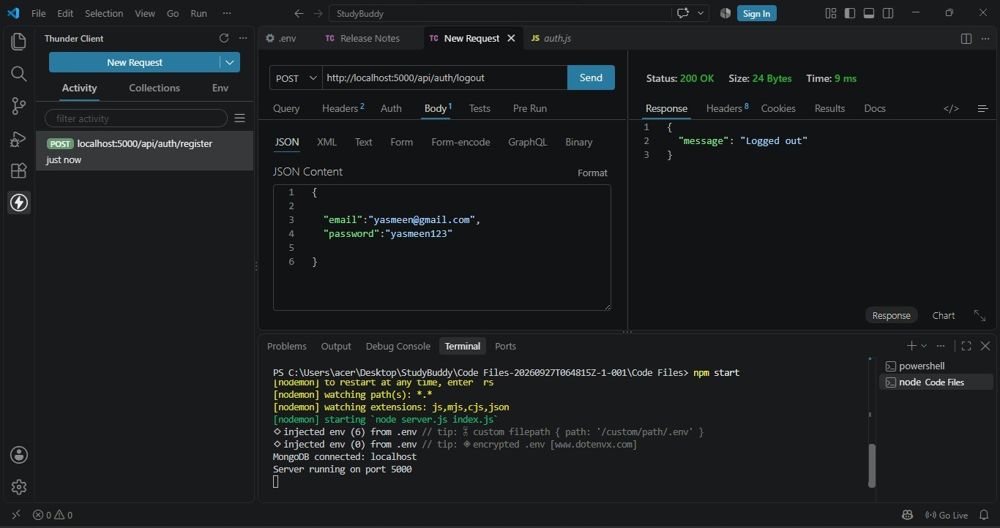 File Edit Selection View Go Run ··· StudyBuddy Sign In
Thunder Client
New Request
Activity Collections Env
filter activity
POST localhost:5000/api/auth/register
just now
.env TC Release Notes TC New Request JS auth.js
POST http://localhost:5000/api/auth/logout Send
Query Headers 2 Auth Body 1 Tests Pre Run
JSON XML Text Form Form-encode GraphQL Binary
JSON Content Format
1 {
2
3 "email":"yasmeen@gmail.com",
4 "password":"yasmeen123"
5
6 }
Status: 200 OK Size: 24 Bytes Time: 9 ms
Response Headers 8 Cookies Results Docs </>
1 {
2 "message": "Logged out"
3 }
Response Chart
Problems Output Debug Console Terminal Ports
PS C:\Users\acer\Desktop\StudyBuddy\Code Files-20260927T064815Z-1-001\Code Files> npm start
[nodemon] to restart at any time, enter `rs`
[nodemon] watching path(s): *.*
[nodemon] watching extensions: js,mjs,cjs,json
[nodemon] starting `node server.js index.js`
◇ injected env (6) from .env // tip: ⌘ custom filepath { path: '/custom/path/.env' }
◇ injected env (0) from .env // tip: ◈ encrypted .env [www.dotenvx.com]
MongoDB connected: localhost
Server running on port 5000
powershell
node Code Files
0 0 Go Live